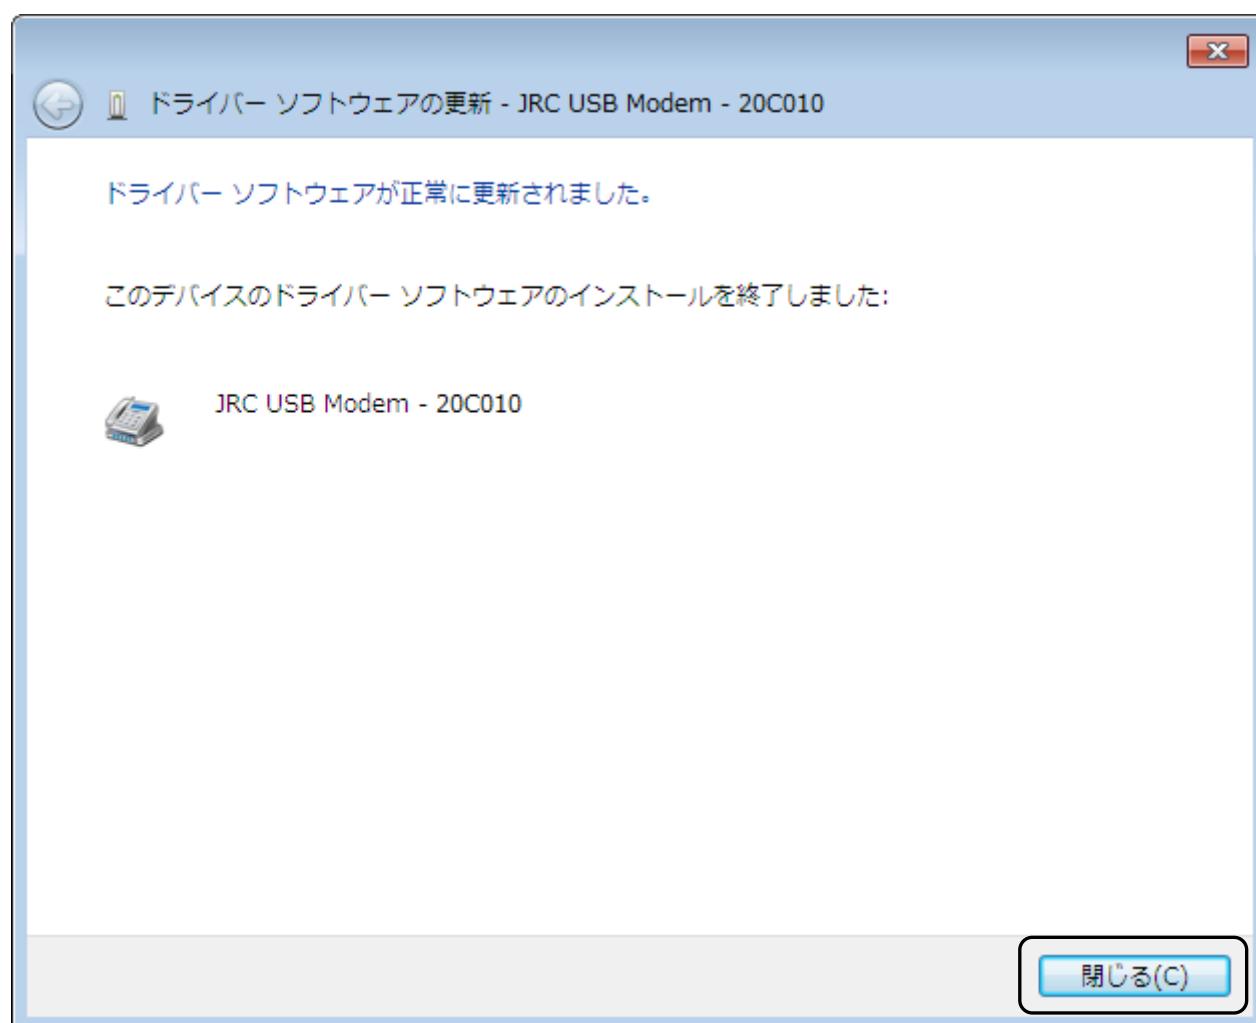 ドライバー ソフトウェアの更新 - JRC USB Modem - 20C010
ドライバー ソフトウェアが正常に更新されました。
このデバイスのドライバー ソフトウェアのインストールを終了しました:
JRC USB Modem - 20C010
閉じる(C)